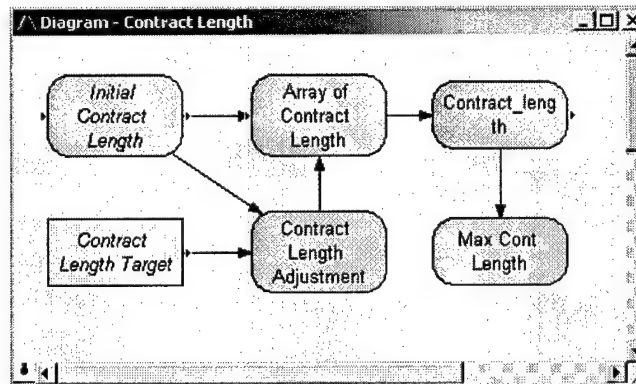 Diagram - Contract Length
Initial
Contract
Length
Array of
Contract
Length
Contract_leng
th
Contract
Length Target
Contract
Length
Adjustment
Max Cont
Length